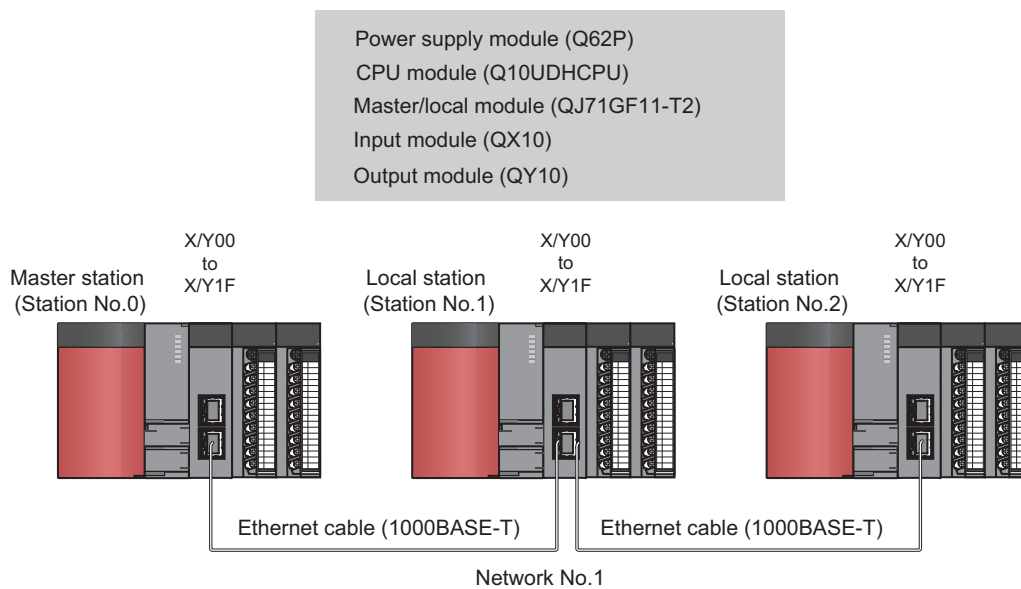 Power supply module (Q62P)
CPU module (Q10UDHCPU)
Master/local module (QJ71GF11-T2)
Input module (QX10)
Output module (QY10)
X/Y00
to
X/Y1F
Master station
(Station No.0)
X/Y00
to
X/Y1F
Local station
(Station No.1)
X/Y00
to
X/Y1F
Local station
(Station No.2)
Ethernet cable (1000BASE-T)
Ethernet cable (1000BASE-T)
Network No.1